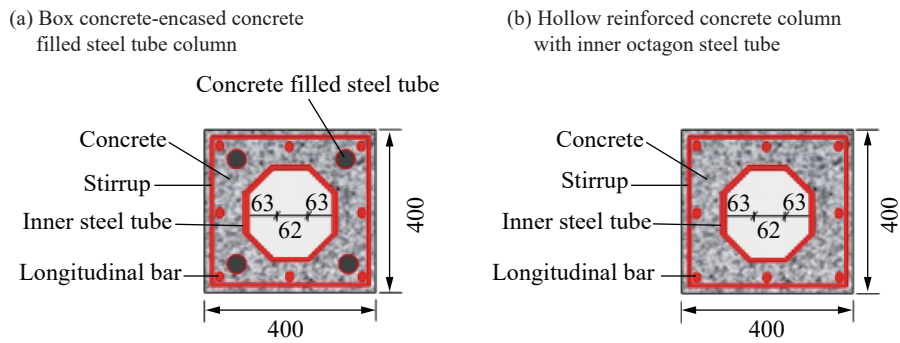 (a) Box concrete-encased concrete
filled steel tube column
Concrete filled steel tube
Concrete
Stirrup
Inner steel tube
Longitudinal bar
63
63
62
400
400
(b) Hollow reinforced concrete column
with inner octagon steel tube
Concrete
Stirrup
Inner steel tube
Longitudinal bar
63
63
62
400
400